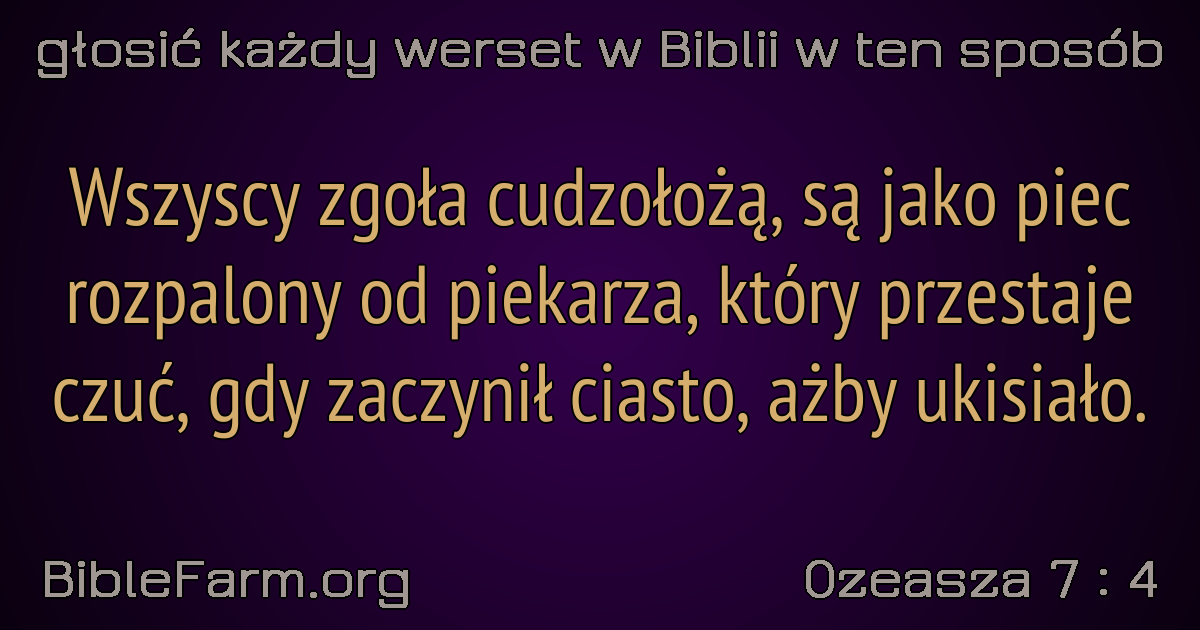 głosić każdy werset w Biblii w ten sposób
Wszyscy zgoła cudzołożą, są jako piec
rozpalony od piekarza, który przestaje
czuć, gdy zaczynił ciasto, ażby ukisiało.
BibleFarm.org
Ozeasza 7 : 4